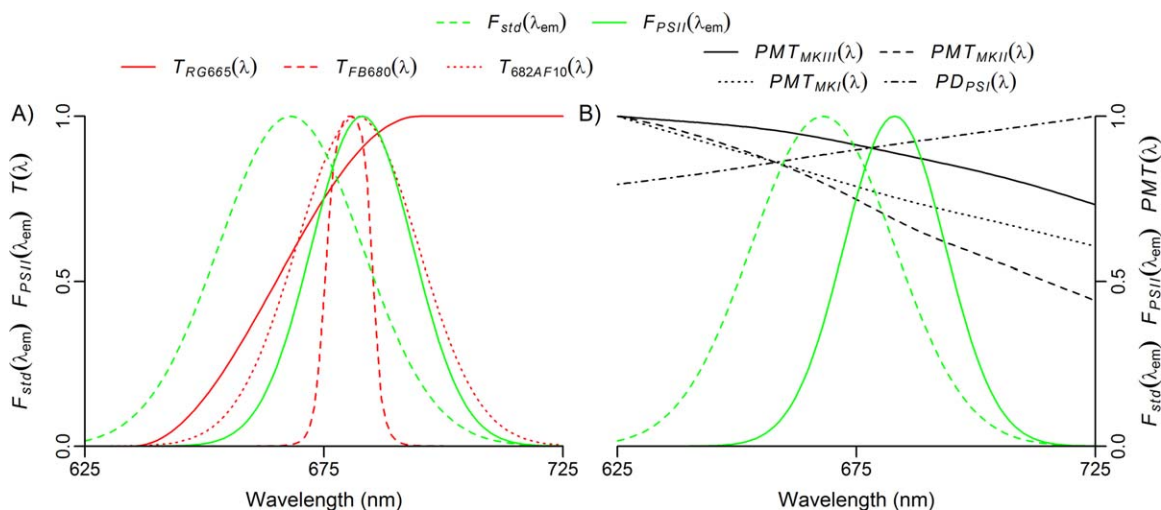 F_std(λ_em) F_PSII(λ_em)
T_RG665(λ) T_FB680(λ) T_682AF10(λ)
PMT_MKIII(λ) PMT_MKII(λ)
PMT_MKI(λ) PD_PSI(λ)
A)
F_std(λ_em) F_PSII(λ_em) T(λ)
1.0
0.5
0.0
625 675 725
Wavelength (nm)
B)
1.0
0.5
0.0
F_std(λ_em) F_PSII(λ_em) PMT(λ)
625 675 725
Wavelength (nm)